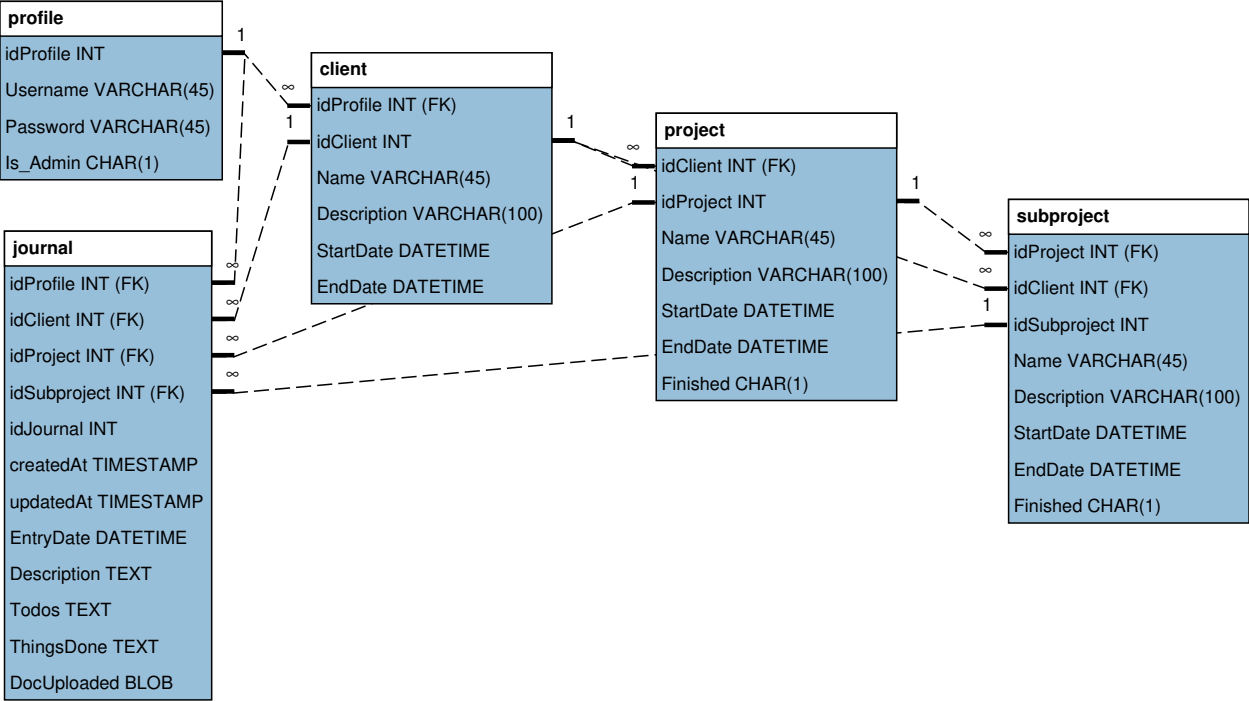 profile
idProfile INT
Username VARCHAR(45)
Password VARCHAR(45)
Is_Admin CHAR(1)
1
∞
1
client
idProfile INT (FK)
idClient INT
Name VARCHAR(45)
Description VARCHAR(100)
StartDate DATETIME
EndDate DATETIME
1
∞
1
project
idClient INT (FK)
idProject INT
Name VARCHAR(45)
Description VARCHAR(100)
StartDate DATETIME
EndDate DATETIME
Finished CHAR(1)
1
∞
∞
1
subproject
idProject INT (FK)
idClient INT (FK)
idSubproject INT
Name VARCHAR(45)
Description VARCHAR(100)
StartDate DATETIME
EndDate DATETIME
Finished CHAR(1)
journal
idProfile INT (FK)
idClient INT (FK)
idProject INT (FK)
idSubproject INT (FK)
idJournal INT
createdAt TIMESTAMP
updatedAt TIMESTAMP
EntryDate DATETIME
Description TEXT
Todos TEXT
ThingsDone TEXT
DocUploaded BLOB
∞
∞
∞
∞